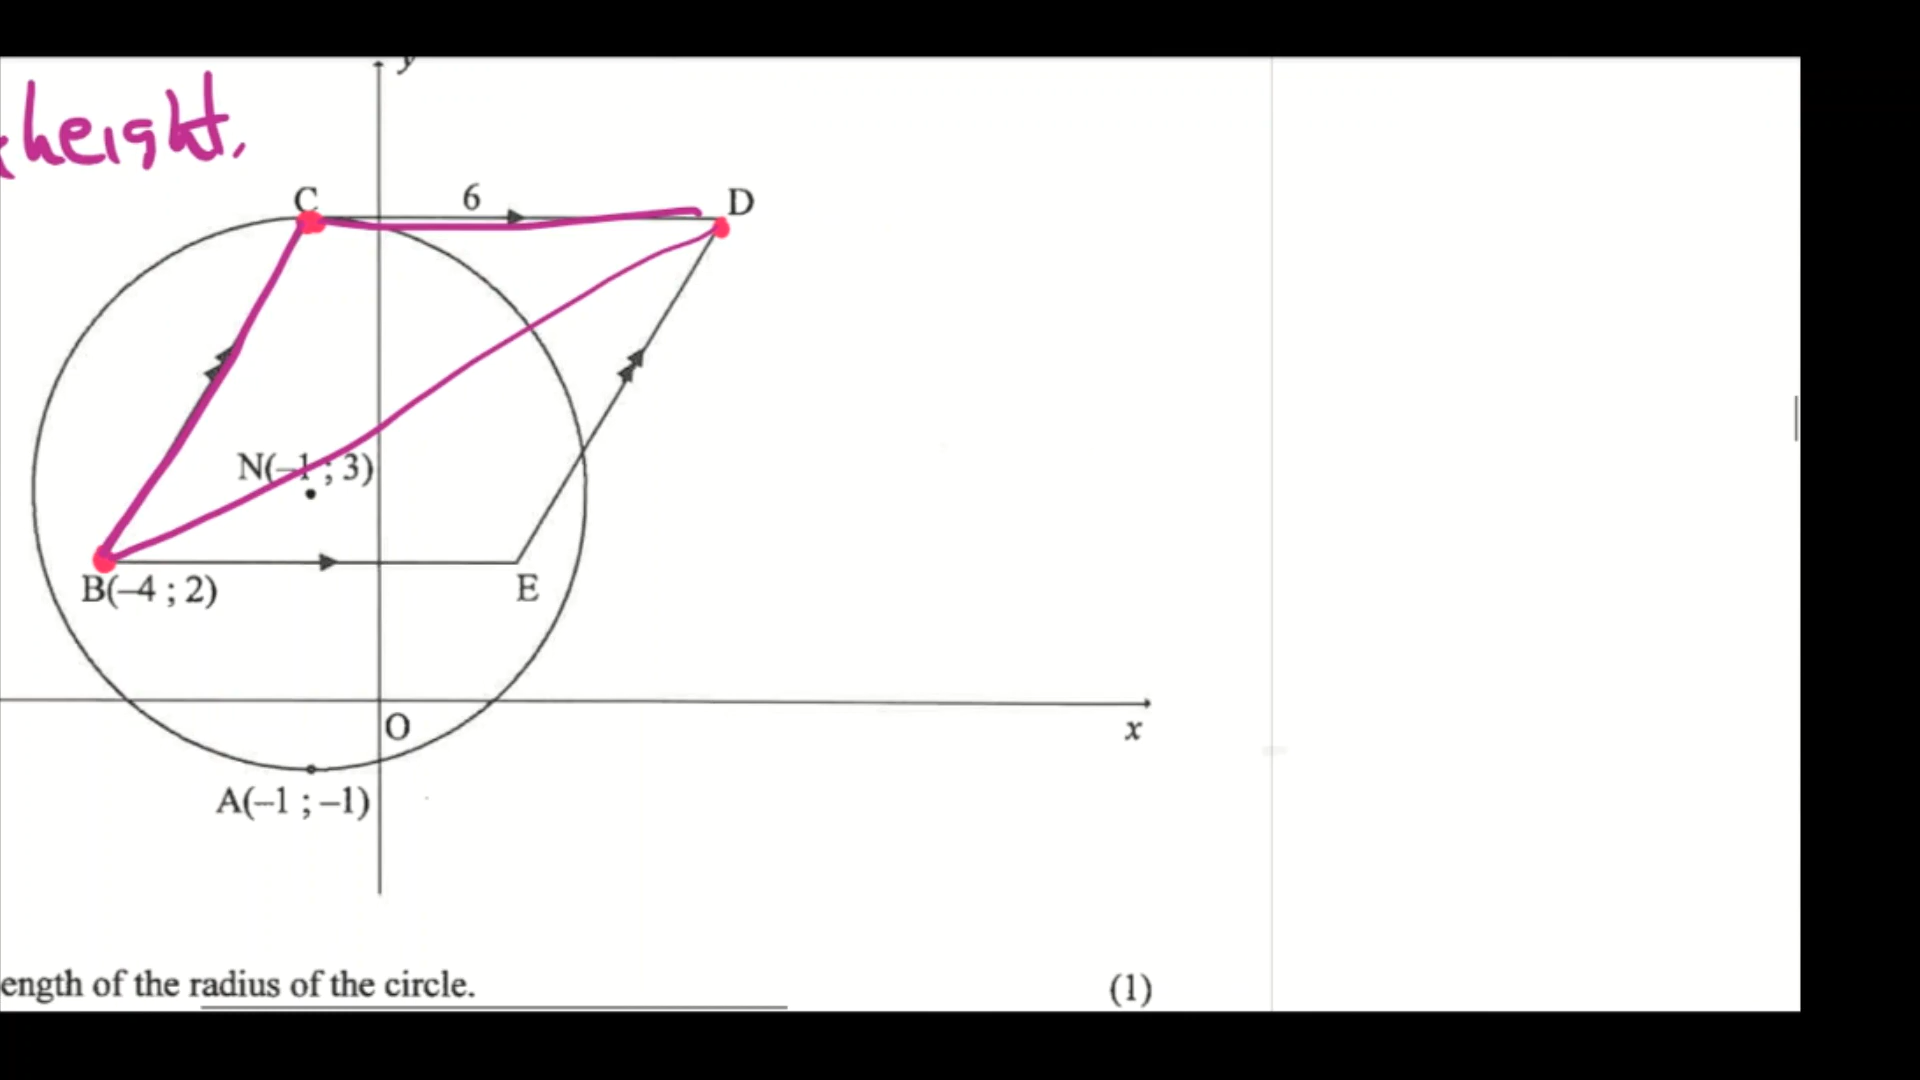 y
height.
C
6
D
N(–1 ; 3)
B(–4 ; 2)
E
O
x
A(–1 ; –1)
ength of the radius of the circle. (1)